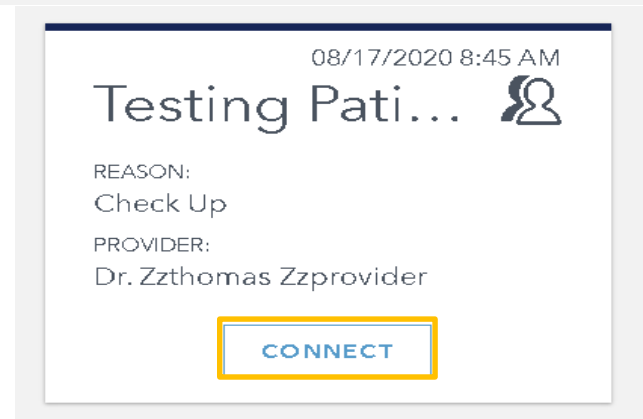 08/17/2020 8:45 AM
Testing Pati...
REASON:
Check Up
PROVIDER:
Dr. Zzthomas Zzprovider
CONNECT